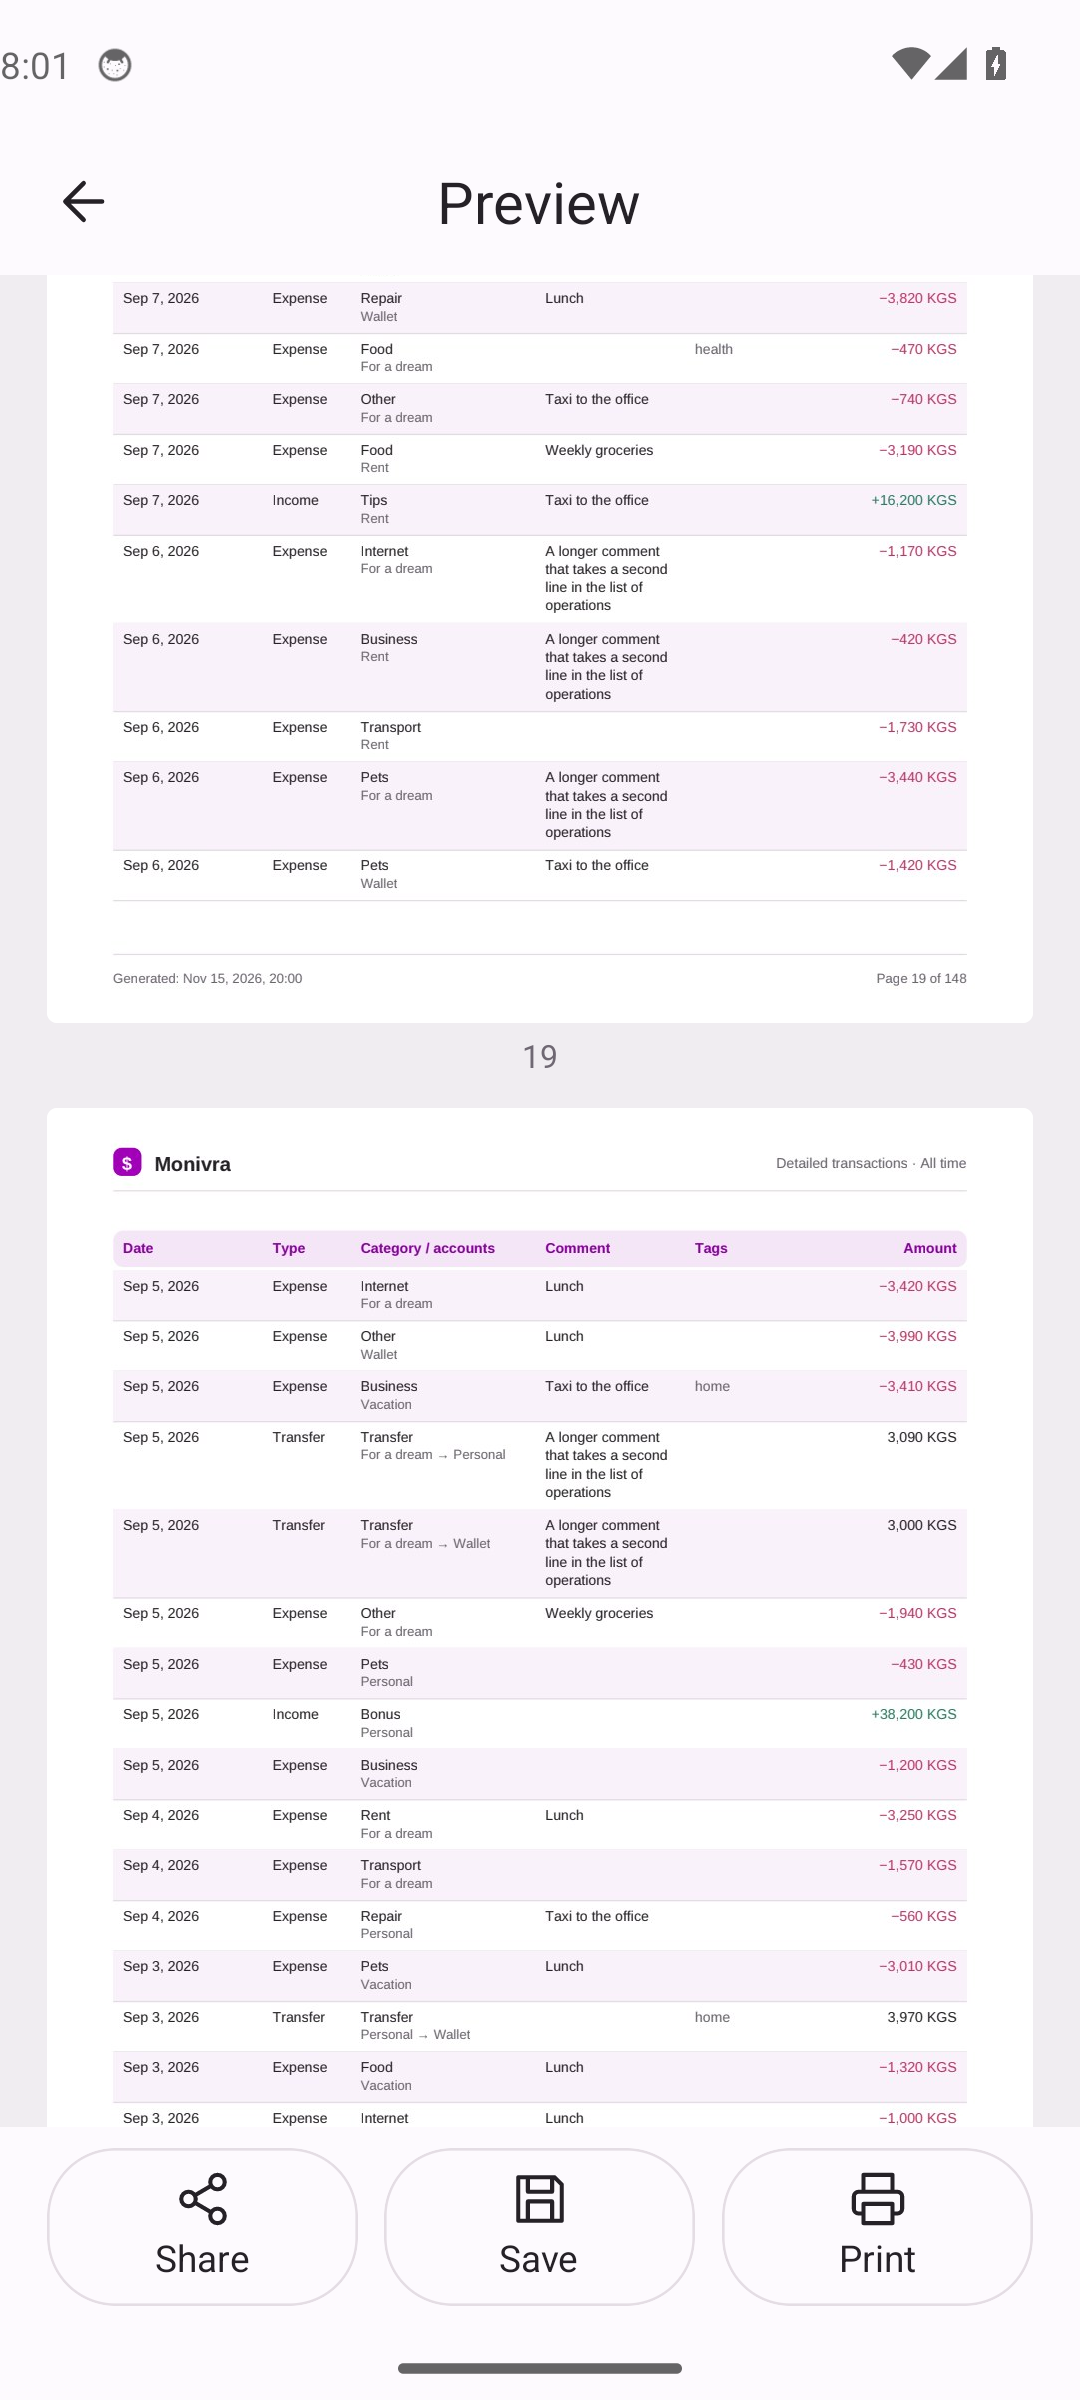 8:01
Preview
Sep 7, 2026 Expense Repair Lunch −3,820 KGS
Wallet
Sep 7, 2026 Expense Food health −470 KGS
For a dream
Sep 7, 2026 Expense Other Taxi to the office −740 KGS
For a dream
Sep 7, 2026 Expense Food Weekly groceries −3,190 KGS
Rent
Sep 7, 2026 Income Tips Taxi to the office +16,200 KGS
Rent
Sep 6, 2026 Expense Internet A longer comment −1,170 KGS
For a dream that takes a second
line in the list of
operations
Sep 6, 2026 Expense Business A longer comment −420 KGS
Rent that takes a second
line in the list of
operations
Sep 6, 2026 Expense Transport −1,730 KGS
Rent
Sep 6, 2026 Expense Pets A longer comment −3,440 KGS
For a dream that takes a second
line in the list of
operations
Sep 6, 2026 Expense Pets Taxi to the office −1,420 KGS
Wallet
Generated: Nov 15, 2026, 20:00 Page 19 of 148
19
$ Monivra Detailed transactions · All time
Date Type Category / accounts Comment Tags Amount
Sep 5, 2026 Expense Internet Lunch −3,420 KGS
For a dream
Sep 5, 2026 Expense Other Lunch −3,990 KGS
Wallet
Sep 5, 2026 Expense Business Taxi to the office home −3,410 KGS
Vacation
Sep 5, 2026 Transfer Transfer A longer comment 3,090 KGS
For a dream → Personal that takes a second
line in the list of
operations
Sep 5, 2026 Transfer Transfer A longer comment 3,000 KGS
For a dream → Wallet that takes a second
line in the list of
operations
Sep 5, 2026 Expense Other Weekly groceries −1,940 KGS
For a dream
Sep 5, 2026 Expense Pets −430 KGS
Personal
Sep 5, 2026 Income Bonus +38,200 KGS
Personal
Sep 5, 2026 Expense Business −1,200 KGS
Vacation
Sep 4, 2026 Expense Rent Lunch −3,250 KGS
For a dream
Sep 4, 2026 Expense Transport −1,570 KGS
For a dream
Sep 4, 2026 Expense Repair Taxi to the office −560 KGS
Personal
Sep 3, 2026 Expense Pets Lunch −3,010 KGS
Vacation
Sep 3, 2026 Transfer Transfer home 3,970 KGS
Personal → Wallet
Sep 3, 2026 Expense Food Lunch −1,320 KGS
Vacation
Sep 3, 2026 Expense Internet Lunch −1,000 KGS
Share Save Print